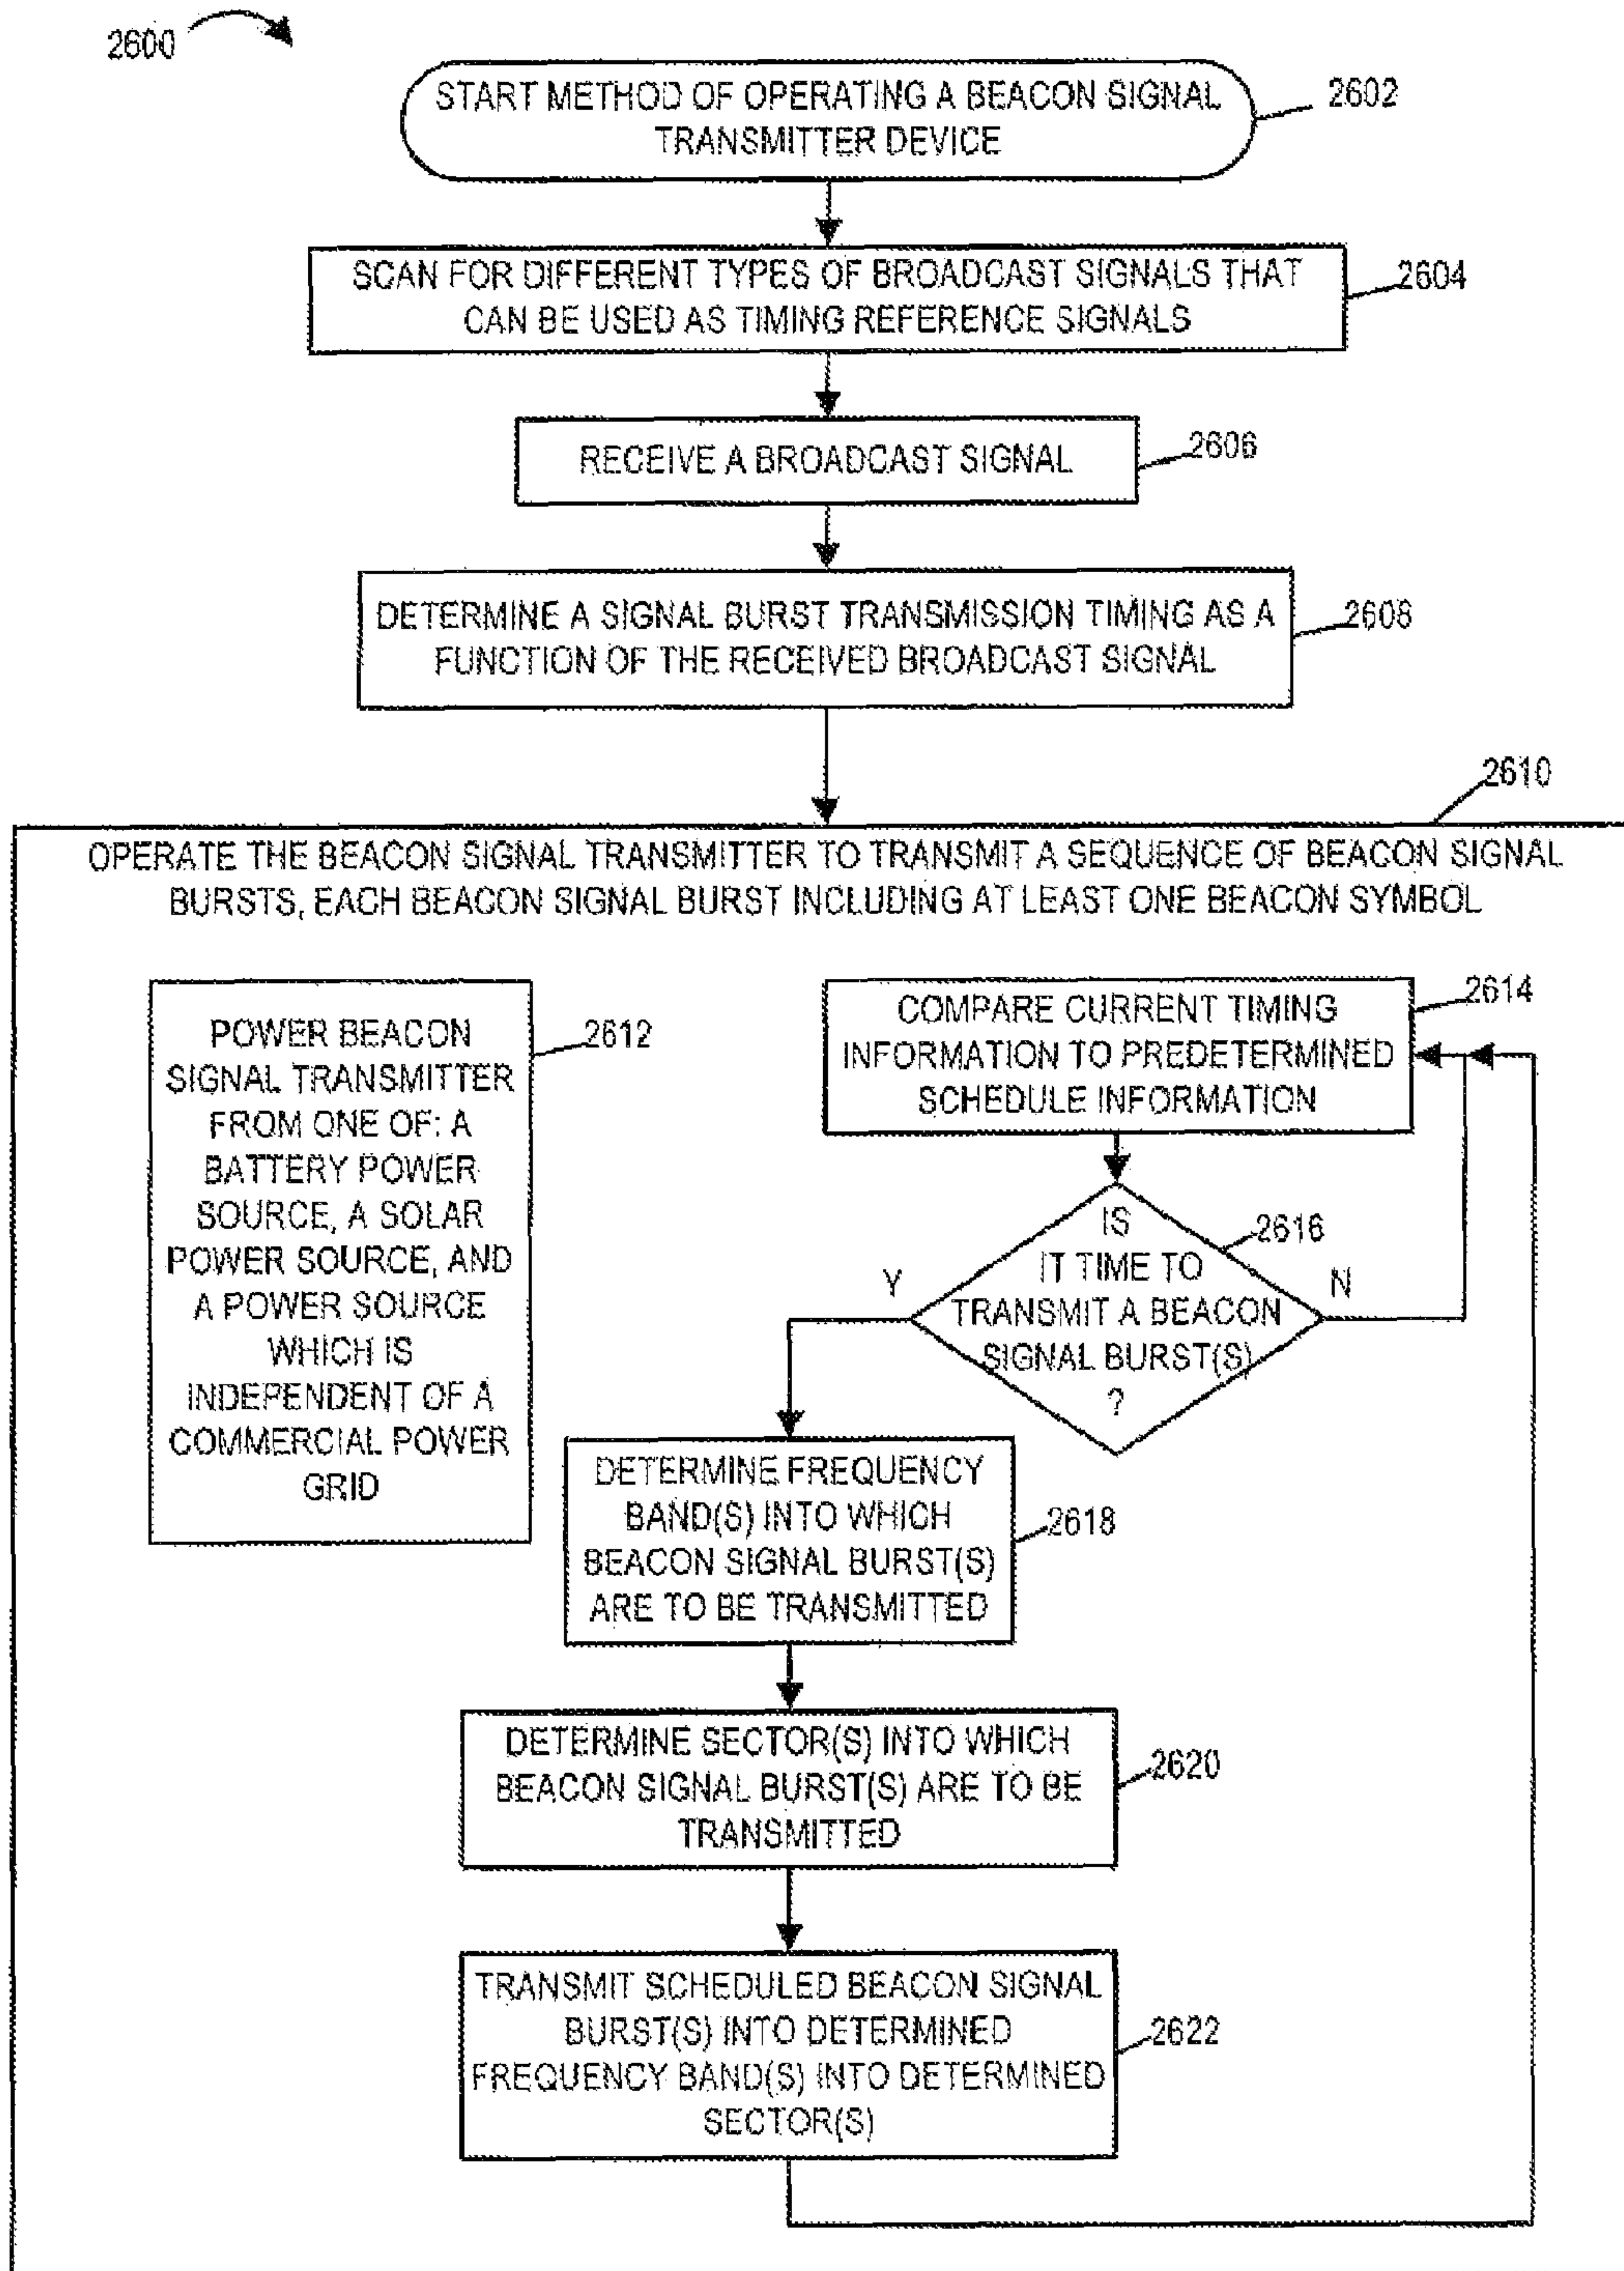 2600
START METHOD OF OPERATING A BEACON SIGNAL
TRANSMITTER DEVICE
2602
SCAN FOR DIFFERENT TYPES OF BROADCAST SIGNALS THAT
CAN BE USED AS TIMING REFERENCE SIGNALS
2604
RECEIVE A BROADCAST SIGNAL
2606
DETERMINE A SIGNAL BURST TRANSMISSION TIMING AS A
FUNCTION OF THE RECEIVED BROADCAST SIGNAL
2608
2610
OPERATE THE BEACON SIGNAL TRANSMITTER TO TRANSMIT A SEQUENCE OF BEACON SIGNAL
BURSTS, EACH BEACON SIGNAL BURST INCLUDING AT LEAST ONE BEACON SYMBOL
POWER BEACON
SIGNAL TRANSMITTER
FROM ONE OF: A
BATTERY POWER
SOURCE, A SOLAR
POWER SOURCE, AND
A POWER SOURCE
WHICH IS
INDEPENDENT OF A
COMMERCIAL POWER
GRID
2612
COMPARE CURRENT TIMING
INFORMATION TO PREDETERMINED
SCHEDULE INFORMATION
2614
IS
IT TIME TO
TRANSMIT A BEACON
SIGNAL BURST(S)
?
2616
Y
N
DETERMINE FREQUENCY
BAND(S) INTO WHICH
BEACON SIGNAL BURST(S)
ARE TO BE TRANSMITTED
2618
DETERMINE SECTOR(S) INTO WHICH
BEACON SIGNAL BURST(S) ARE TO BE
TRANSMITTED
2620
TRANSMIT SCHEDULED BEACON SIGNAL
BURST(S) INTO DETERMINED
FREQUENCY BAND(S) INTO DETERMINED
SECTOR(S)
2622